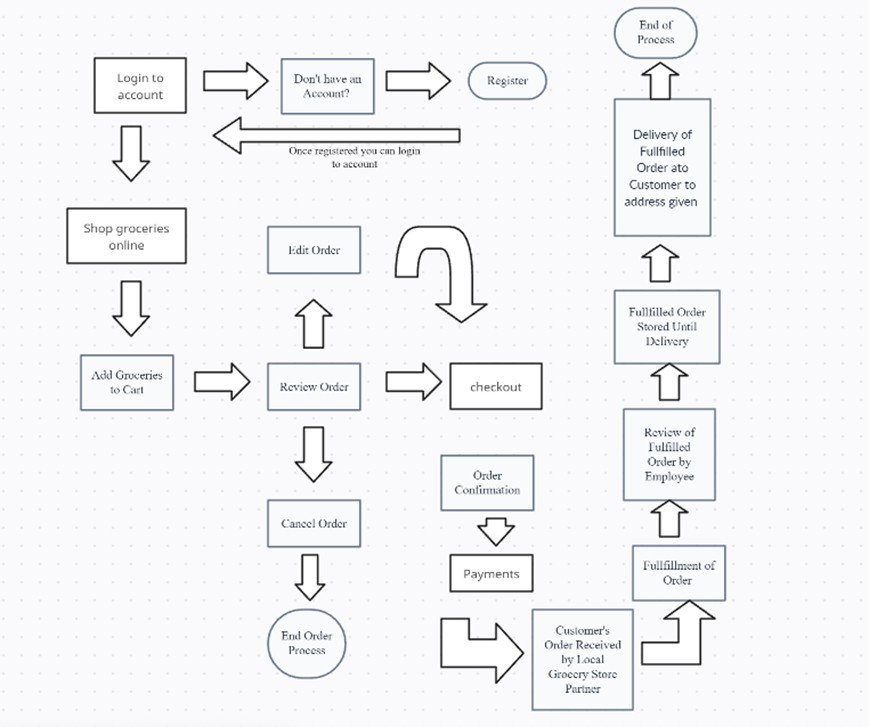 End of
Process
Login to
account
Don't have an
Account?
Register
Once registered you can login
to account
Delivery of
Fullfilled
Order ato
Customer to
address given
Shop groceries
online
Edit Order
Fullfilled Order
Stored Until
Delivery
Add Groceries
to Cart
Review Order
checkout
Review of
Fulfilled
Order by
Employee
Order
Confirmation
Cancel Order
Payments
Fullfillment of
Order
End Order
Process
Customer's
Order Received
by Local
Grocery Store
Partner